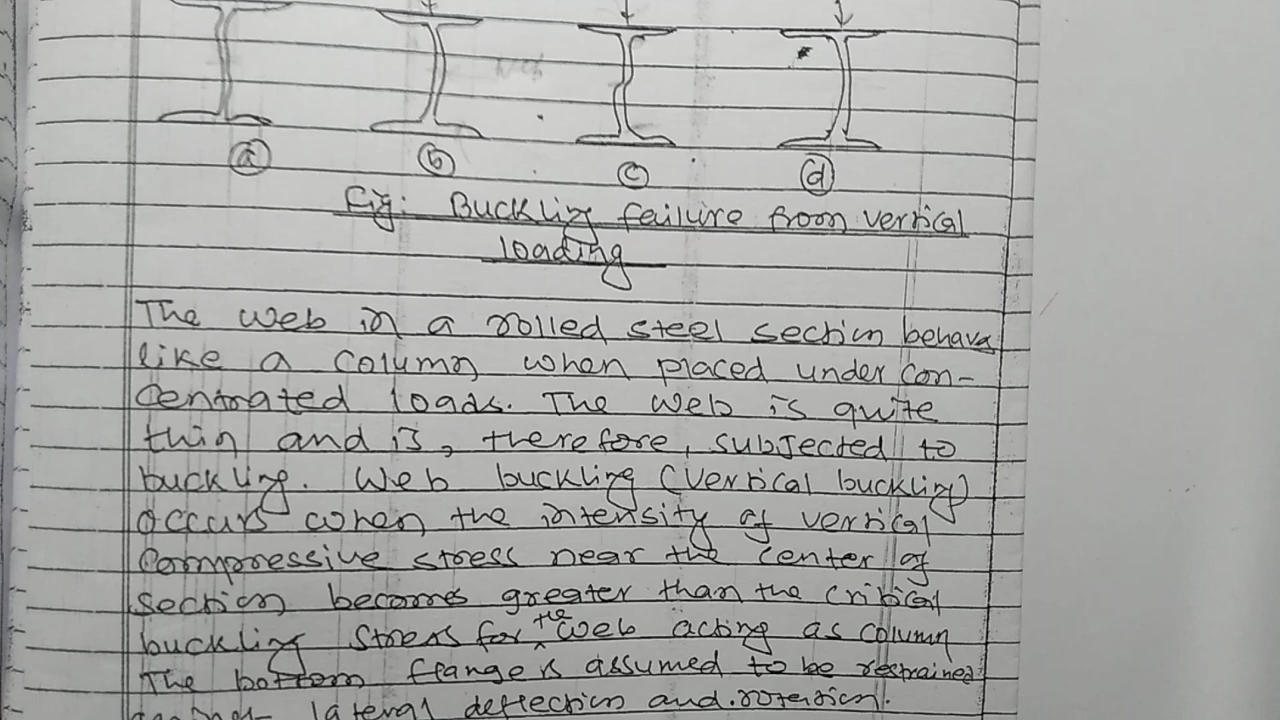 a b c d
Fig: Buckling failure from vertical
loading
The web in a rolled steel section behave
like a column when placed under con-
centrated loads. The web is quite
thin and is, therefore, subjected to
buckling. Web buckling (vertical buckling)
occurs when the intensity of vertical
compressive stress near the center of
section becomes greater than the critical
buckling stress for the web acting as column
The bottom flange is assumed to be restrained
lateral deflection and rotation.